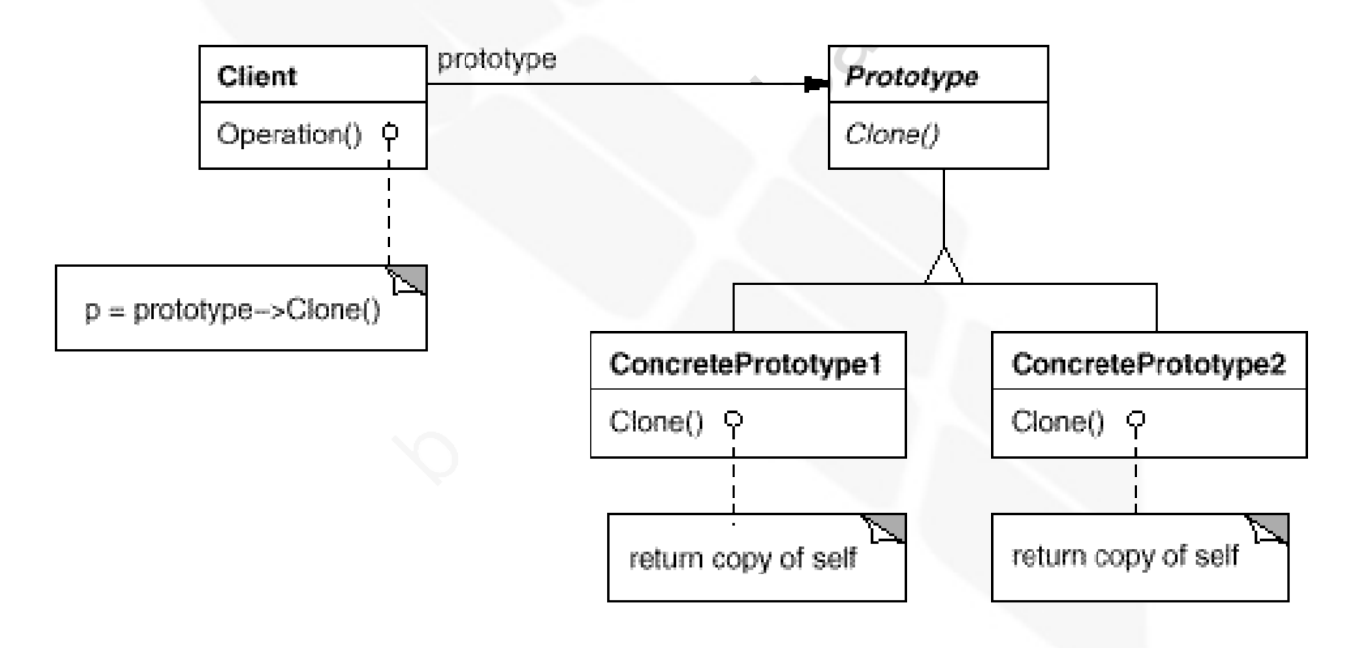 prototype
Client
Prototype
Operation()
Clone()
p = prototype–>Clone()
ConcretePrototype1
ConcretePrototype2
Clone()
Clone()
return copy of self
return copy of self